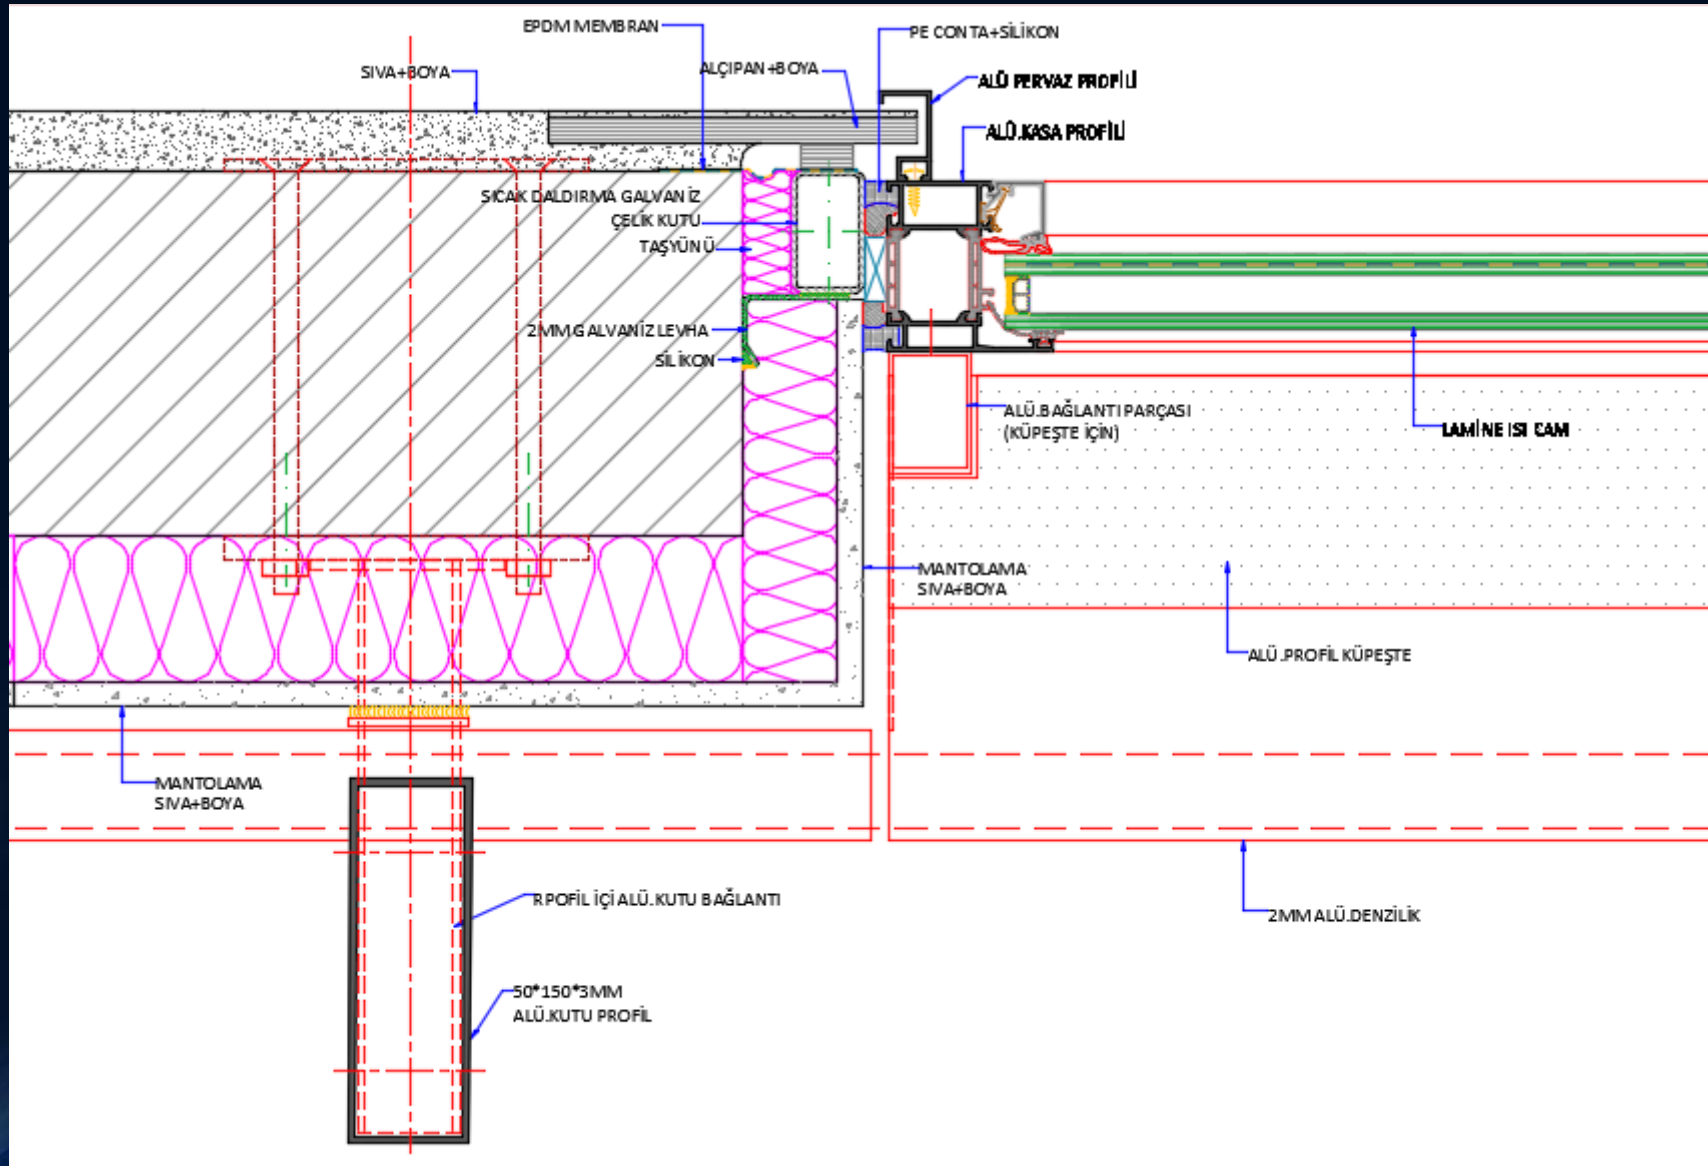 EPDM MEMBRAN
PE CONTA+SİLİKON
SIVA+BOYA
ALÇIPAN+BOYA
ALÜ PERVAZ PROFİLİ
ALÜ.KASA PROFİLİ
SICAK DALDIRMA GALVANİZ
ÇELİK KUTU
TAŞYÜNÜ
2MM GALVANİZ LEVHA
SİLİKON
ALÜ.BAĞLANTI PARÇASI
(KÜPEŞTE İÇİN)
LAMİNE ISI CAM
MANTOLAMA
SIVA+BOYA
ALÜ.PROFİL KÜPEŞTE
MANTOLAMA
SIVA+BOYA
RPOFİL İÇİ ALÜ.KUTU BAĞLANTI
2MM ALÜ.DENZİLİK
50*150*3MM
ALÜ.KUTU PROFİL